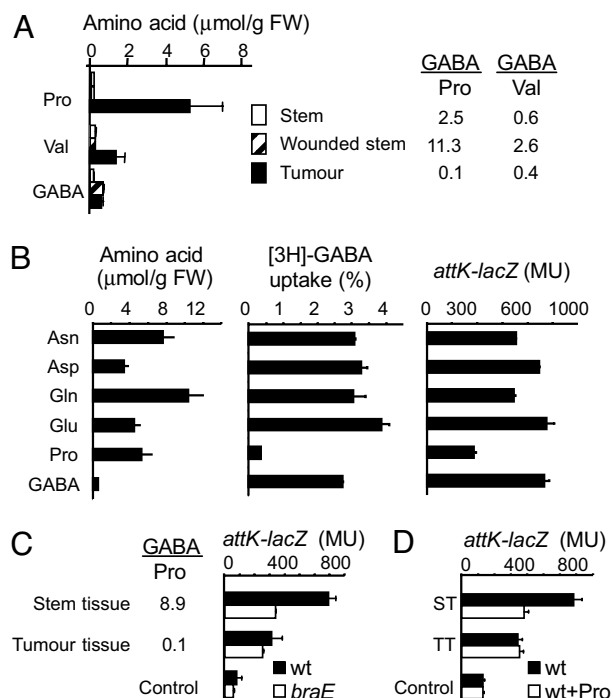 A
Amino acid (μmol/g FW)
0 2 4 6 8
Pro
Val
GABA
GABA GABA
Pro Val
Stem 2.5 0.6
Wounded stem 11.3 2.6
Tumour 0.1 0.4
B
Amino acid [3H]-GABA
(μmol/g FW) uptake (%) attK-lacZ (MU)
0 4 8 12 0 1 2 3 4 0 300 600 1000
Asn
Asp
Gln
Glu
Pro
GABA
C attK-lacZ (MU)
GABA
Pro
0 400 800
Stem tissue 8.9
Tumour tissue 0.1
Control
wt
braE
D attK-lacZ (MU)
0 400 800
ST
TT
Control
wt
wt+Pro